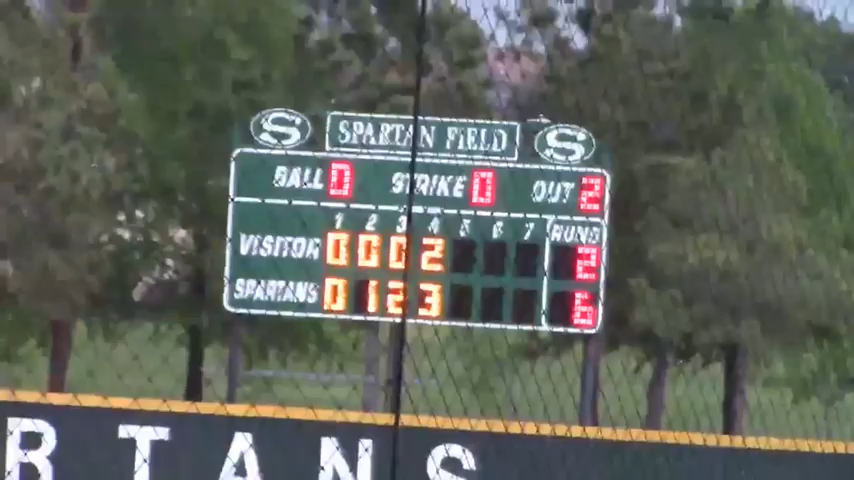 S SPARTAN FIELD S
BALL 0 STRIKE 0 OUT 2
1 2 3 4 5 6 7 RUNS
VISITOR 0 0 0 2 2
SPARTANS 0 1 2 3 6
RTANS